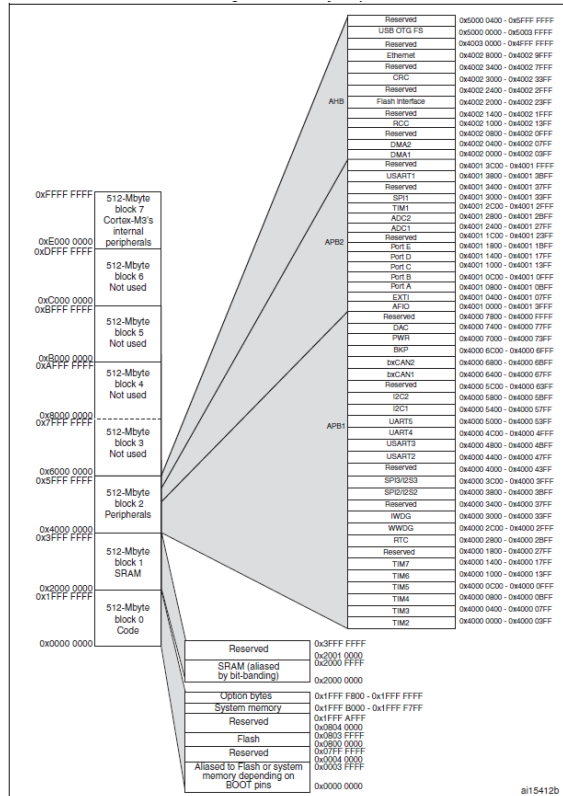 Reserved 0x5000 0400 - 0x5FFF FFFF
USB OTG FS 0x5000 0000 - 0x5003 FFFF
Reserved 0x4003 0000 - 0x4FFF FFFF
Ethernet 0x4002 8000 - 0x4002 9FFF
Reserved 0x4002 3400 - 0x4002 7FFF
CRC 0x4002 3000 - 0x4002 33FF
Reserved 0x4002 2400 - 0x4002 2FFF
AHB Flash interface 0x4002 2000 - 0x4002 23FF
Reserved 0x4002 1400 - 0x4002 1FFF
RCC 0x4002 1000 - 0x4002 13FF
Reserved 0x4002 0800 - 0x4002 0FFF
DMA2 0x4002 0400 - 0x4002 07FF
DMA1 0x4002 0000 - 0x4002 03FF
Reserved 0x4001 3C00 - 0x4001 FFFF
USART1 0x4001 3800 - 0x4001 3BFF
Reserved 0x4001 3400 - 0x4001 37FF
SPI1 0x4001 3000 - 0x4001 33FF
TIM1 0x4001 2C00 - 0x4001 2FFF
ADC2 0x4001 2800 - 0x4001 2BFF
ADC1 0x4001 2400 - 0x4001 27FF
APB2 Reserved 0x4001 1C00 - 0x4001 23FF
Port E 0x4001 1800 - 0x4001 1BFF
Port D 0x4001 1400 - 0x4001 17FF
Port C 0x4001 1000 - 0x4001 13FF
Port B 0x4001 0C00 - 0x4001 0FFF
Port A 0x4001 0800 - 0x4001 0BFF
EXTI 0x4001 0400 - 0x4001 07FF
AFIO 0x4001 0000 - 0x4001 3FFF
Reserved 0x4000 7800 - 0x4000 FFFF
DAC 0x4000 7400 - 0x4000 77FF
PWR 0x4000 7000 - 0x4000 73FF
BKP 0x4000 6C00 - 0x4000 6FFF
bxCAN2 0x4000 6800 - 0x4000 6BFF
bxCAN1 0x4000 6400 - 0x4000 67FF
Reserved 0x4000 5C00 - 0x4000 63FF
I2C2 0x4000 5800 - 0x4000 5BFF
I2C1 0x4000 5400 - 0x4000 57FF
UART5 0x4000 5000 - 0x4000 53FF
APB1 UART4 0x4000 4C00 - 0x4000 4FFF
USART3 0x4000 4800 - 0x4000 4BFF
USART2 0x4000 4400 - 0x4000 47FF
Reserved 0x4000 4000 - 0x4000 43FF
SPI3/I2S3 0x4000 3C00 - 0x4000 3FFF
SPI2/I2S2 0x4000 3800 - 0x4000 3BFF
Reserved 0x4000 3400 - 0x4000 37FF
IWDG 0x4000 3000 - 0x4000 33FF
WWDG 0x4000 2C00 - 0x4000 2FFF
RTC 0x4000 2800 - 0x4000 2BFF
Reserved 0x4000 1800 - 0x4000 27FF
TIM7 0x4000 1400 - 0x4000 17FF
TIM6 0x4000 1000 - 0x4000 13FF
TIM5 0x4000 0C00 - 0x4000 0FFF
TIM4 0x4000 0800 - 0x4000 0BFF
TIM3 0x4000 0400 - 0x4000 07FF
TIM2 0x4000 0000 - 0x4000 03FF
0xFFFF FFFF
512-Mbyte
block 7
Cortex-M3's
internal
peripherals
0xE000 0000
0xDFFF FFFF
512-Mbyte
block 6
Not used
0xC000 0000
0xBFFF FFFF
512-Mbyte
block 5
Not used
0xB000 0000
0xAFFF FFFF
512-Mbyte
block 4
Not used
0x8000 0000
0x7FFF FFFF
512-Mbyte
block 3
Not used
0x6000 0000
0x5FFF FFFF
512-Mbyte
block 2
Peripherals
0x4000 0000
0x3FFF FFFF
512-Mbyte
block 1
SRAM
0x2000 0000
0x1FFF FFFF
512-Mbyte
block 0
Code
0x0000 0000
0x3FFF FFFF
Reserved
0x2001 0000
0x2000 FFFF
SRAM (aliased
by bit-banding)
0x2000 0000
Option bytes 0x1FFF F800 - 0x1FFF FFFF
System memory 0x1FFF B000 - 0x1FFF F7FF
0x1FFF AFFF
Reserved
0x0804 0000
0x0803 FFFF
Flash
0x0800 0000
0x07FF FFFF
Reserved
0x0004 0000
0x0003 FFFF
Aliased to Flash or system
memory depending on
BOOT pins
0x0000 0000
ai15412b